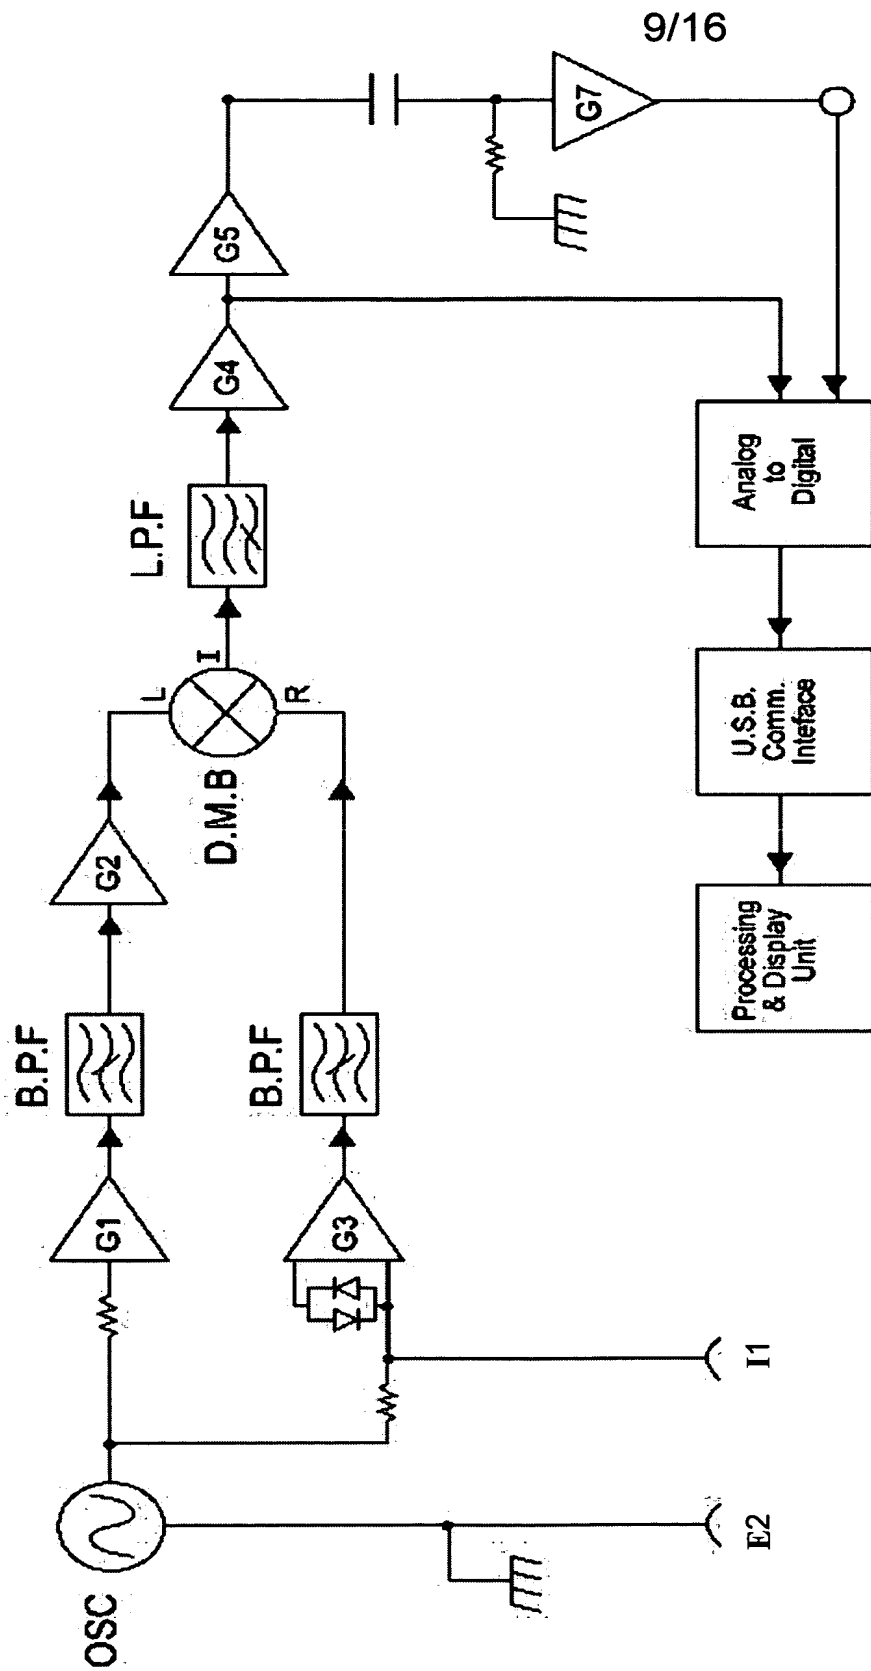 9/16
OSC
G1
B.P.F
G2
L
I
R
D.M.B
L.P.F
G4
G5
G7
G3
B.P.F
E2
I1
Analog
to
Digital
U.S.B.
Comm.
Inteface
Processing
& Display
Unit